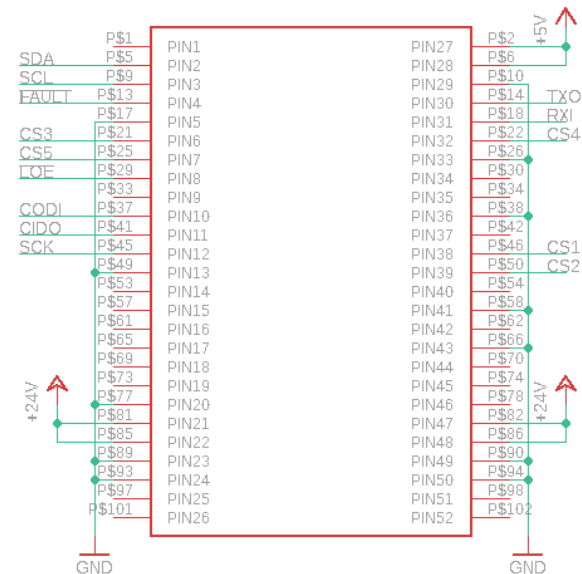 P$1 PIN1 PIN27 P$2 +5V
SDA P$5 PIN2 PIN28 P$6
SCL P$9 PIN3 PIN29 P$10
FAULT P$13 PIN4 PIN30 P$14 TXO
P$17 PIN5 PIN31 P$18 RXI
CS3 P$21 PIN6 PIN32 P$22 CS4
CS5 P$25 PIN7 PIN33 P$26
LOE P$29 PIN8 PIN34 P$30
P$33 PIN9 PIN35 P$34
CODI P$37 PIN10 PIN36 P$38
CIDO P$41 PIN11 PIN37 P$42
SCK P$45 PIN12 PIN38 P$46 CS1
P$49 PIN13 PIN39 P$50 CS2
P$53 PIN14 PIN40 P$54
P$57 PIN15 PIN41 P$58
P$61 PIN16 PIN42 P$62
P$65 PIN17 PIN43 P$66
P$69 PIN18 PIN44 P$70
P$73 PIN19 PIN45 P$74
P$77 PIN20 PIN46 P$78
+24V P$81 PIN21 PIN47 P$82 +24V
P$85 PIN22 PIN48 P$86
P$89 PIN23 PIN49 P$90
P$93 PIN24 PIN50 P$94
P$97 PIN25 PIN51 P$98
P$101 PIN26 PIN52 P$102
GND GND